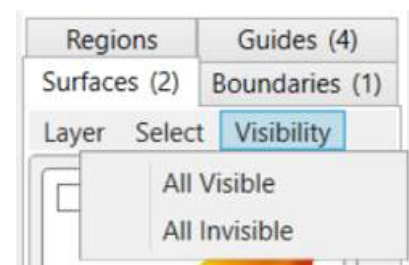 Regions Guides (4)
Surfaces (2) Boundaries (1)
Layer Select Visibility
All Visible
All Invisible